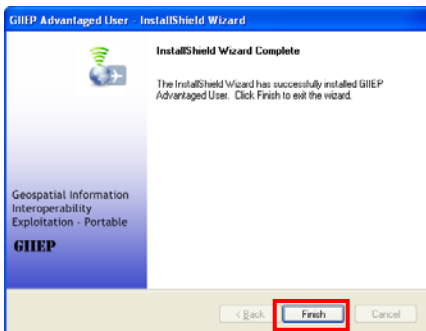 GIIEP Advantaged User - InstallShield Wizard
InstallShield Wizard Complete
The InstallShield Wizard has successfully installed GIIEP
Advantaged User. Click Finish to exit the wizard.
Geospatial Information
Interoperability
Exploitation - Portable
GIIEP
< Back
Finish
Cancel